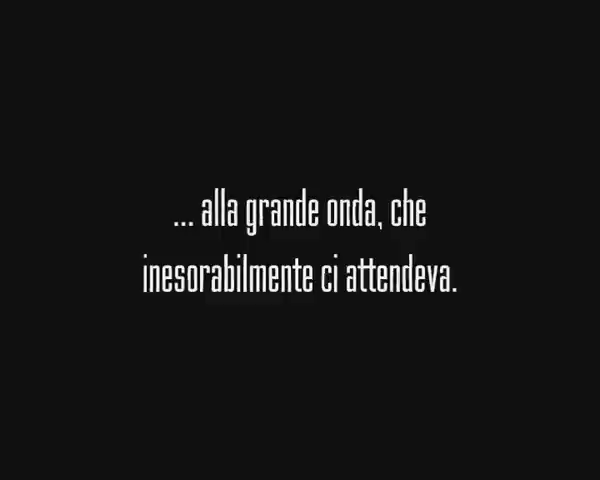 ... alla grande onda, che
inesorabilmente ci attendeva.